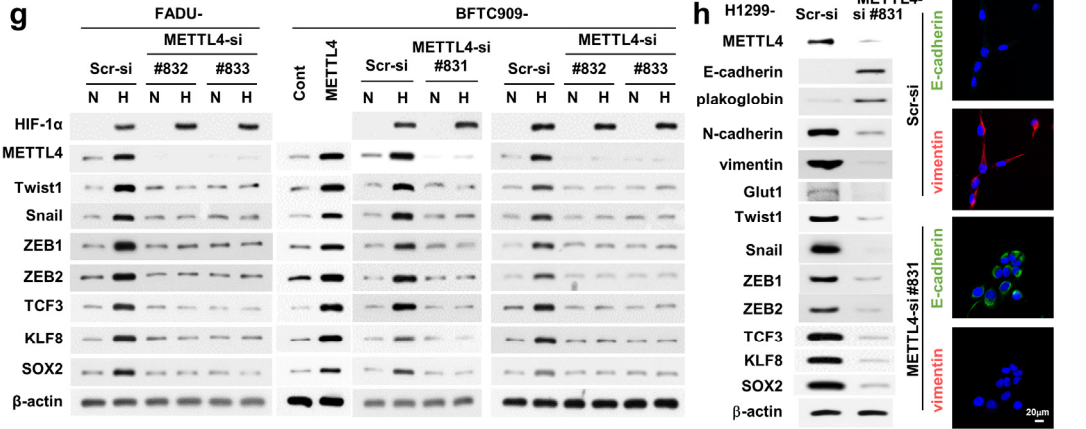 g
FADU-
BFTC909-
METTL4-si
METTL4-si
METTL4-si
Scr-si #832 #833
Cont METTL4
Scr-si #831
Scr-si #832 #833
N H N H N H
N H N H
N H N H N H
HIF-1α
METTL4
Twist1
Snail
ZEB1
ZEB2
TCF3
KLF8
SOX2
β-actin
h
H1299-
Scr-si
METTL4-
si #831
METTL4
E-cadherin
plakoglobin
N-cadherin
vimentin
Glut1
Twist1
Snail
ZEB1
ZEB2
TCF3
KLF8
SOX2
β-actin
Scr-si
E-cadherin
vimentin
METTL4-si #831
E-cadherin
vimentin
20μm